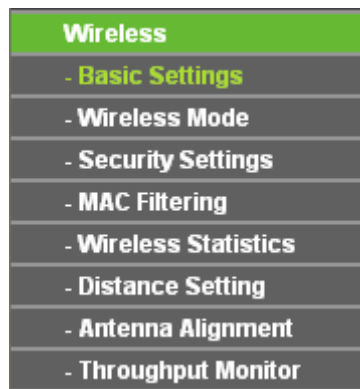 Wireless
- Basic Settings
- Wireless Mode
- Security Settings
- MAC Filtering
- Wireless Statistics
- Distance Setting
- Antenna Alignment
- Throughput Monitor